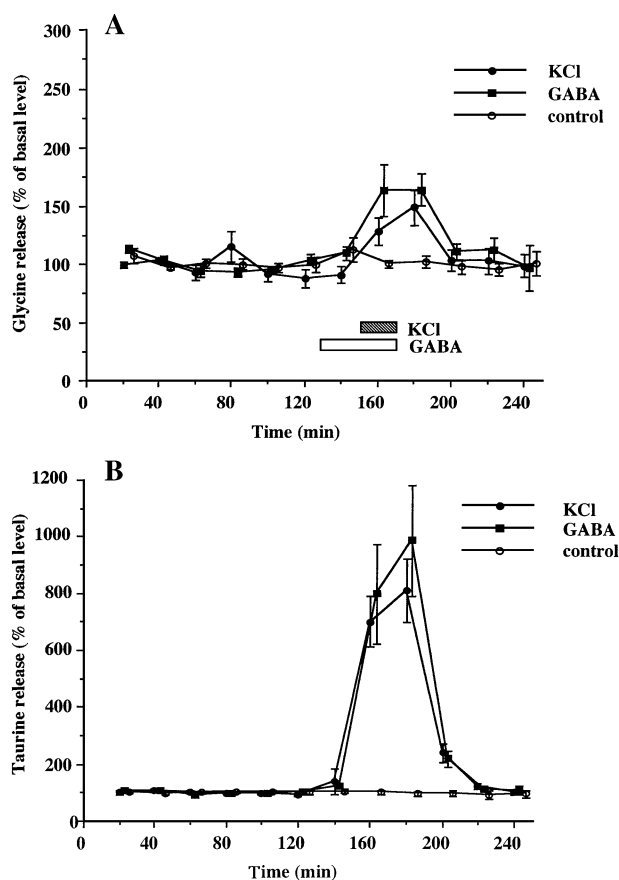 A
300
250
200
150
100
50
0
Glycine release (% of basal level)
KCl
GABA
control
KCl
GABA
0 40 80 120 160 200 240
Time (min)
B
1200
1000
800
600
400
200
0
Taurine release (% of basal level)
KCl
GABA
control
0 40 80 120 160 200 240
Time (min)